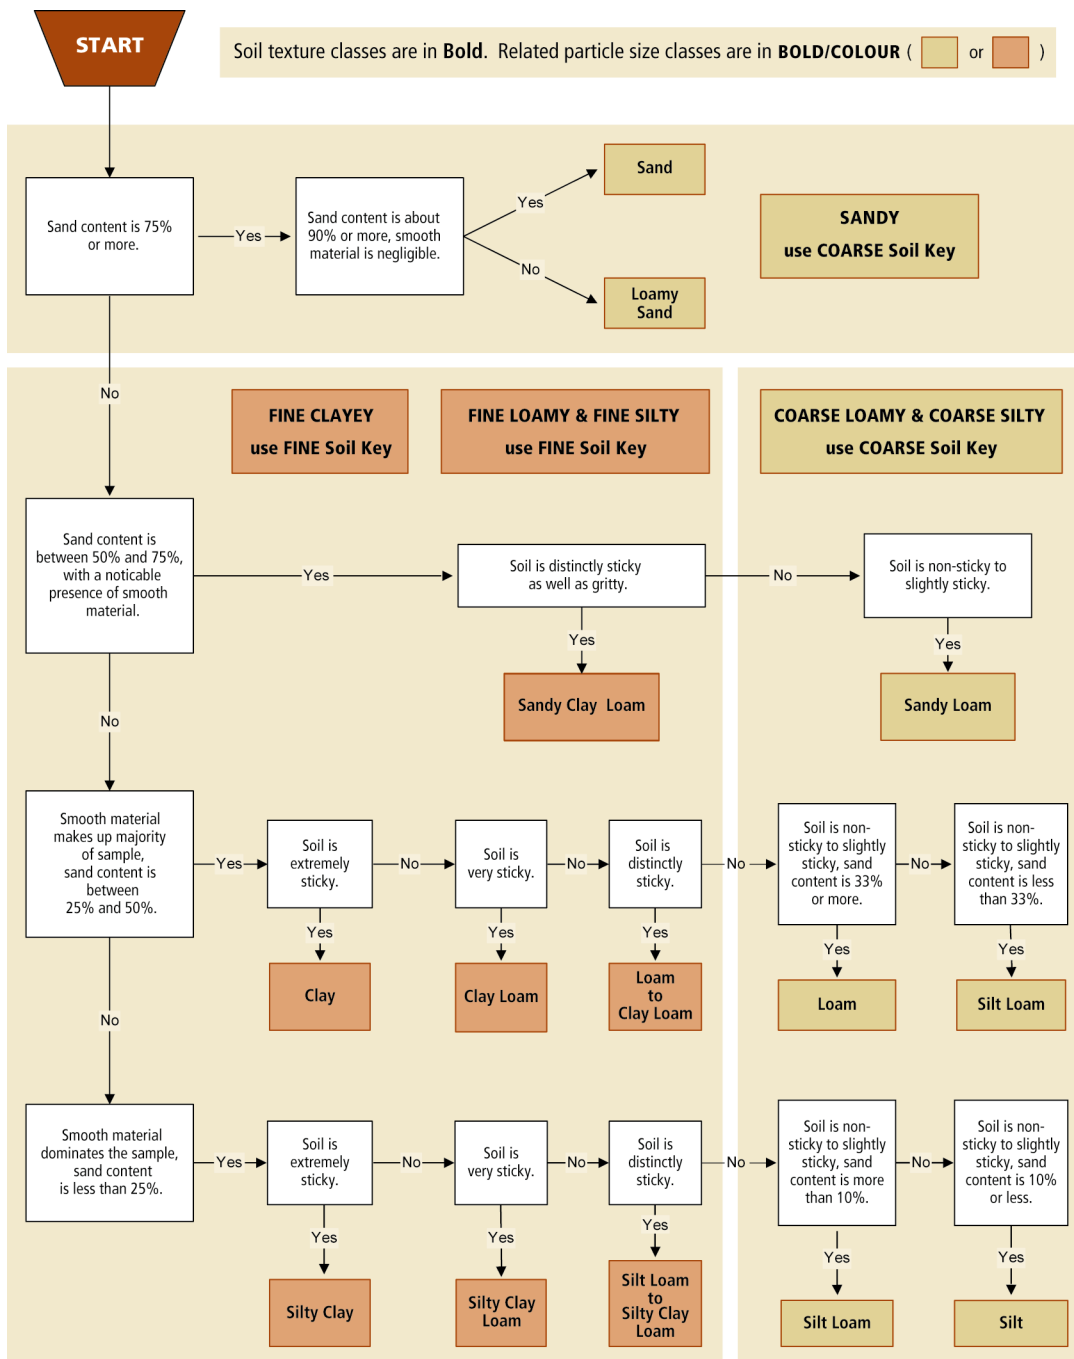 START
Soil texture classes are in Bold. Related particle size classes are in BOLD/COLOUR ( or )
Sand content is 75%
or more.
Yes
Sand content is about
90% or more, smooth
material is negligible.
Yes
Sand
No
Loamy
Sand
SANDY
use COARSE Soil Key
No
FINE CLAYEY
use FINE Soil Key
FINE LOAMY & FINE SILTY
use FINE Soil Key
COARSE LOAMY & COARSE SILTY
use COARSE Soil Key
Sand content is
between 50% and 75%,
with a noticable
presence of smooth
material.
Yes
Soil is distinctly sticky
as well as gritty.
No
Soil is non-sticky to
slightly sticky.
Yes
Sandy Clay Loam
Yes
Sandy Loam
No
Smooth material
makes up majority
of sample,
sand content is
between
25% and 50%.
Yes
Soil is
extremely
sticky.
No
Soil is
very sticky.
No
Soil is
distinctly
sticky.
No
Soil is non-
sticky to slightly
sticky, sand
content is 33%
or more.
No
Soil is non-
sticky to slightly
sticky, sand
content is less
than 33%.
Yes
Clay
Yes
Clay Loam
Yes
Loam
to
Clay Loam
Yes
Loam
Yes
Silt Loam
No
Smooth material
dominates the sample,
sand content
is less than 25%.
Yes
Soil is
extremely
sticky.
No
Soil is
very sticky.
No
Soil is
distinctly
sticky.
No
Soil is non-
sticky to slightly
sticky, sand
content is more
than 10%.
No
Soil is non-
sticky to slightly
sticky, sand
content is 10%
or less.
Yes
Silty Clay
Yes
Silty Clay
Loam
Yes
Silt Loam
to
Silty Clay
Loam
Yes
Silt Loam
Yes
Silt